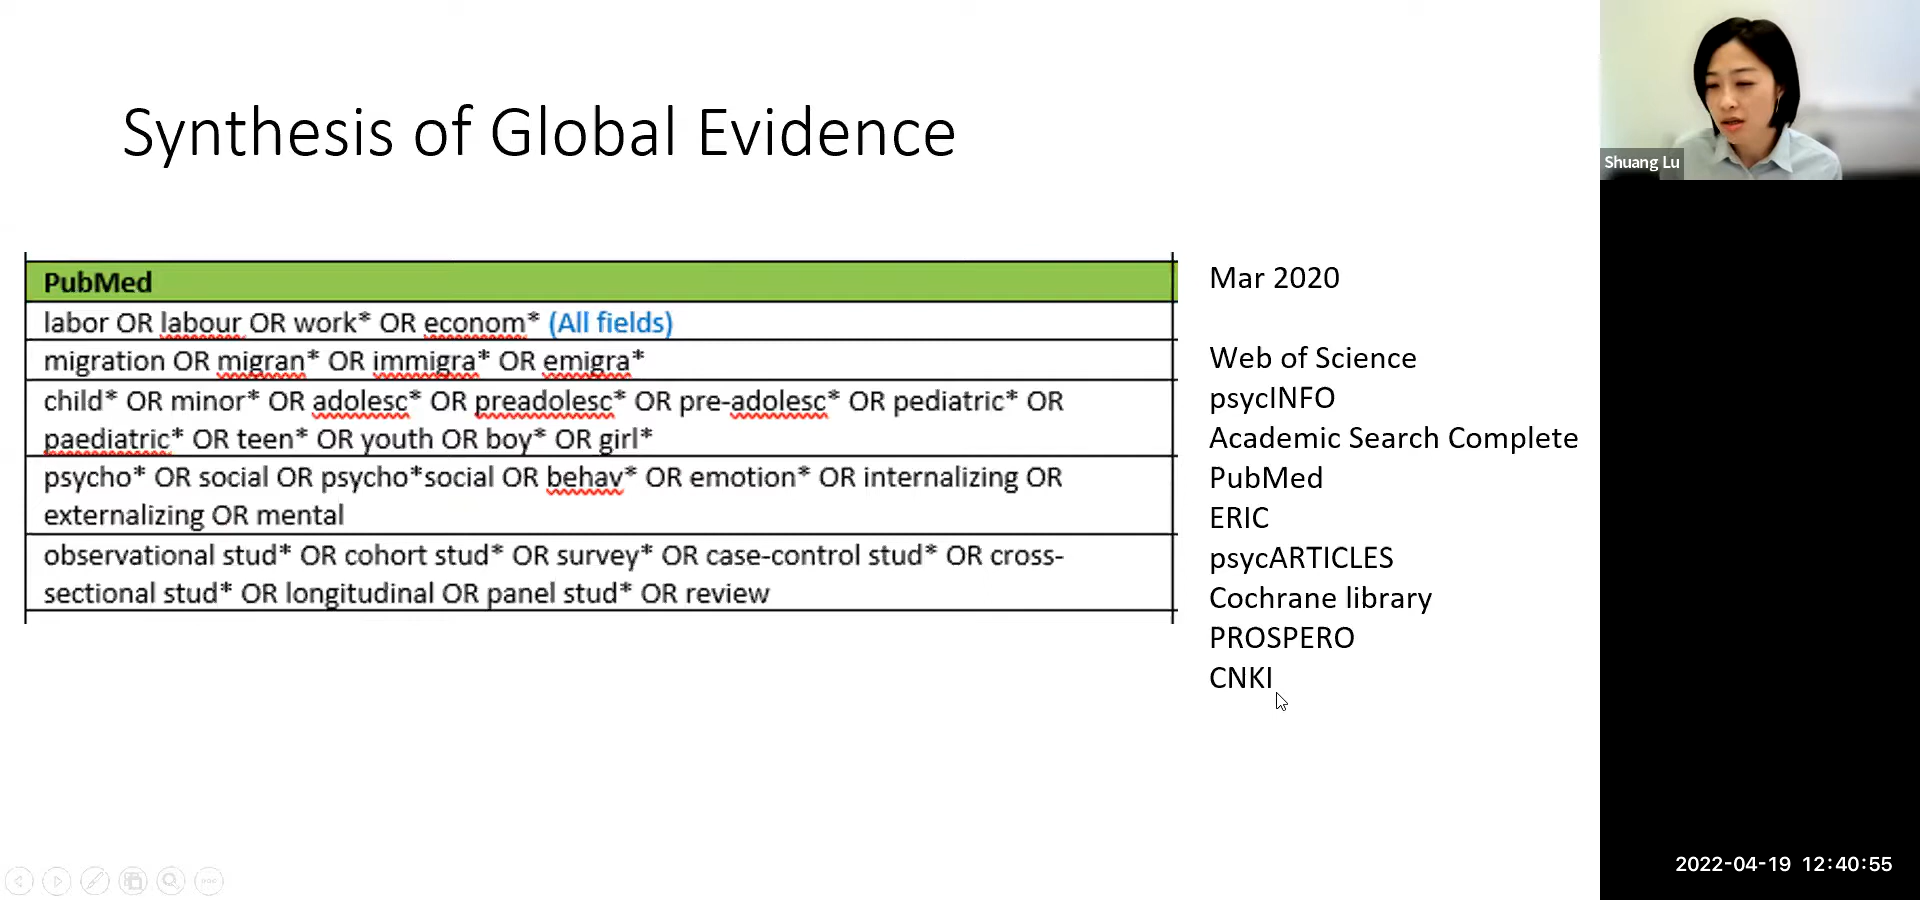 Synthesis of Global Evidence
PubMed
labor OR labour OR work* OR econom* (All fields)
migration OR migran* OR immigra* OR emigra*
child* OR minor* OR adolesc* OR preadolesc* OR pre-adolesc* OR pediatric* OR
paediatric* OR teen* OR youth OR boy* OR girl*
psycho* OR social OR psycho*social OR behav* OR emotion* OR internalizing OR
externalizing OR mental
observational stud* OR cohort stud* OR survey* OR case-control stud* OR cross-
sectional stud* OR longitudinal OR panel stud* OR review
Mar 2020
Web of Science
psycINFO
Academic Search Complete
PubMed
ERIC
psycARTICLES
Cochrane library
PROSPERO
CNKI
Shuang Lu
2022-04-19 12:40:55